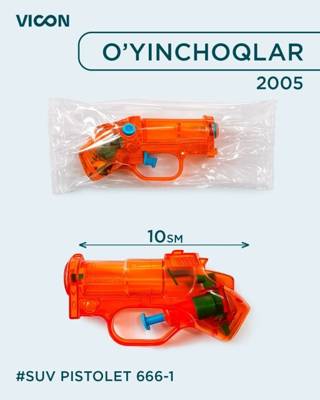 VICON
O’YINCHOQLAR
2005
10SM
#SUV PISTOLET 666-1